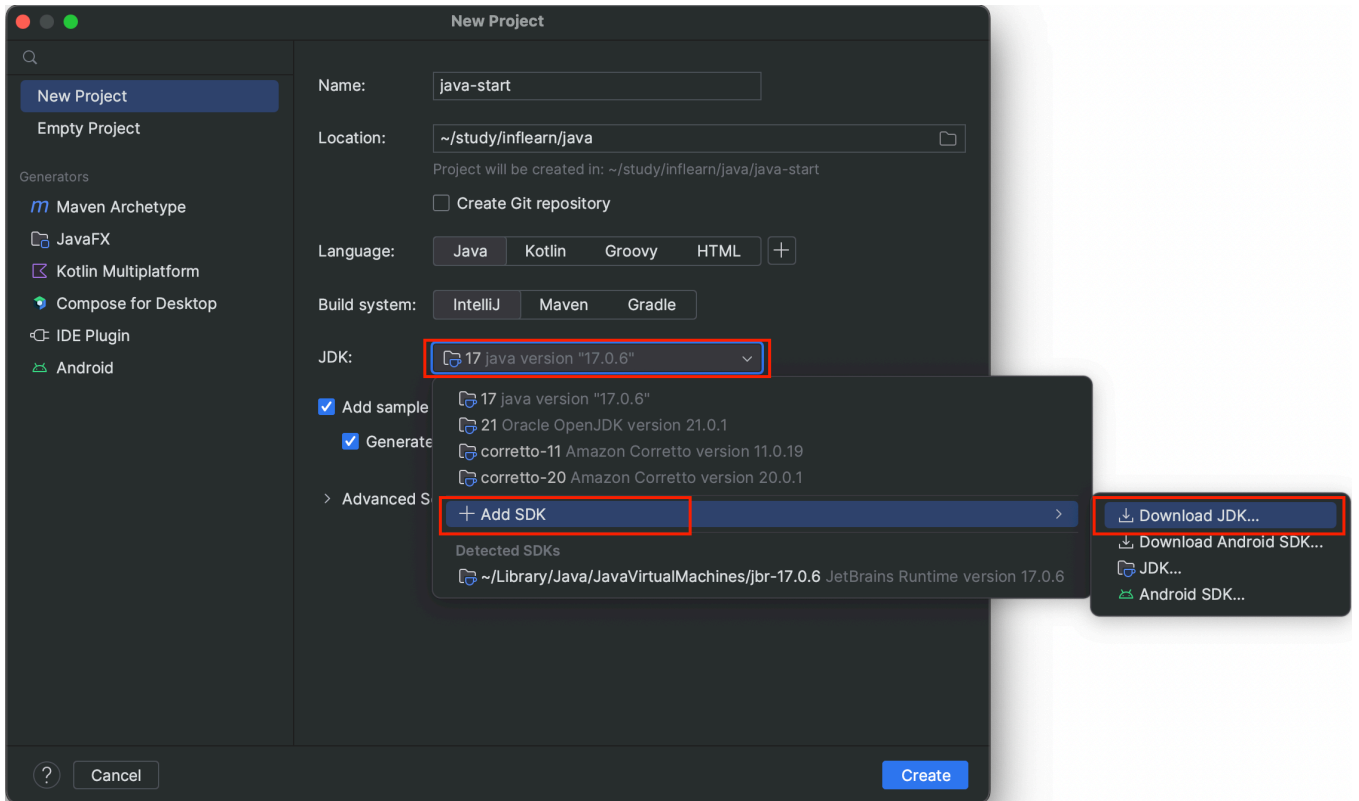 New Project
New Project
Empty Project
Generators
Maven Archetype
JavaFX
Kotlin Multiplatform
Compose for Desktop
IDE Plugin
Android
Name: java-start
Location: ~/study/inflearn/java
Project will be created in: ~/study/inflearn/java/java-start
Create Git repository
Language: Java Kotlin Groovy HTML
Build system: IntelliJ Maven Gradle
JDK: 17 java version "17.0.6"
17 java version "17.0.6"
Add sample
21 Oracle OpenJDK version 21.0.1
Generate
corretto-11 Amazon Corretto version 11.0.19
corretto-20 Amazon Corretto version 20.0.1
Advanced S
+ Add SDK
Detected SDKs
~/Library/Java/JavaVirtualMachines/jbr-17.0.6 JetBrains Runtime version 17.0.6
Download JDK...
Download Android SDK...
JDK...
Android SDK...
? Cancel Create